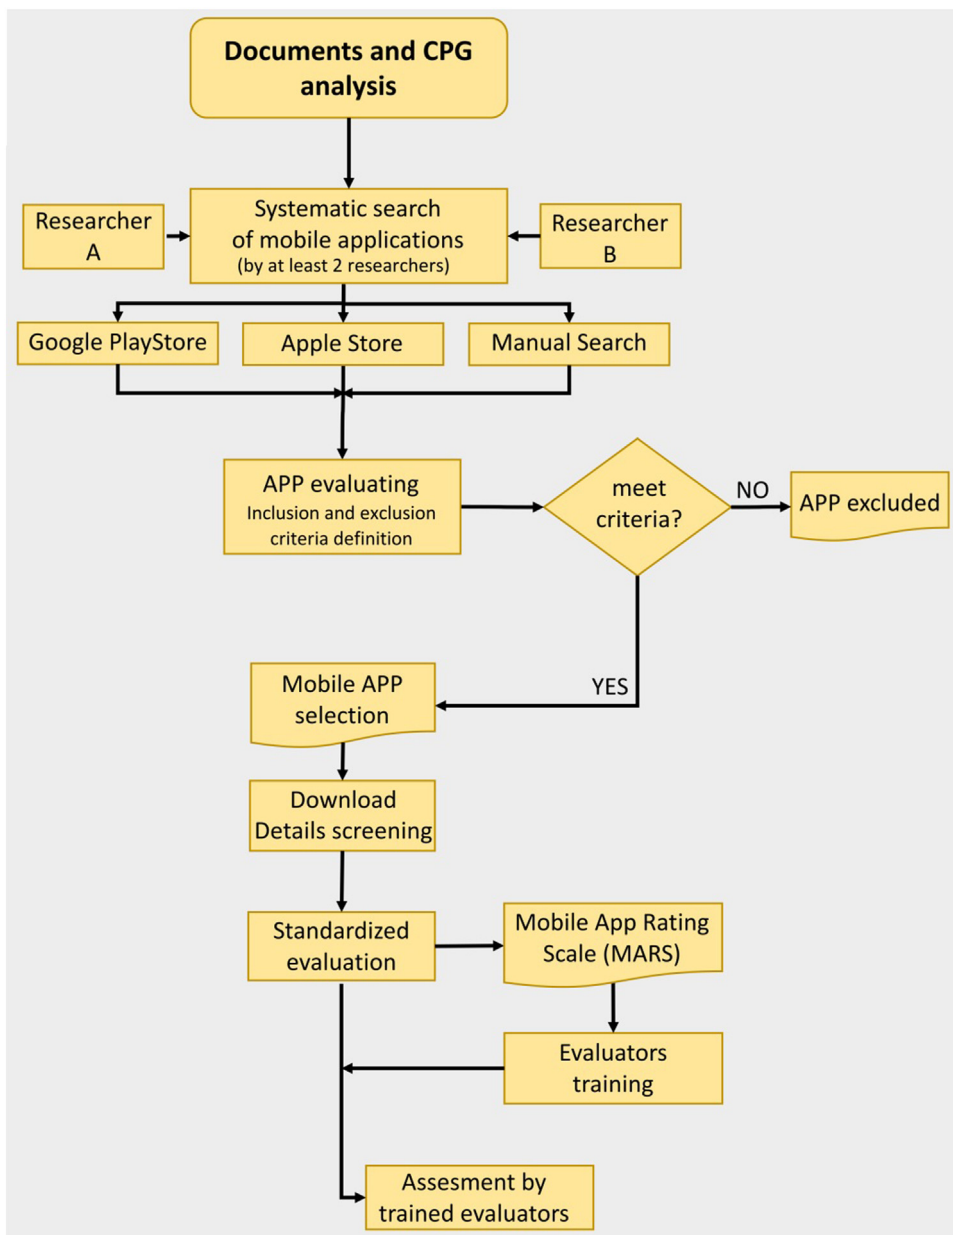 Documents and CPG
analysis
Researcher
A
Systematic search
of mobile applications
(by at least 2 researchers)
Researcher
B
Google PlayStore
Apple Store
Manual Search
APP evaluating
Inclusion and exclusion
criteria definition
meet
criteria?
NO
APP excluded
YES
Mobile APP
selection
Download
Details screening
Standardized
evaluation
Mobile App Rating
Scale (MARS)
Evaluators
training
Assesment by
trained evaluators